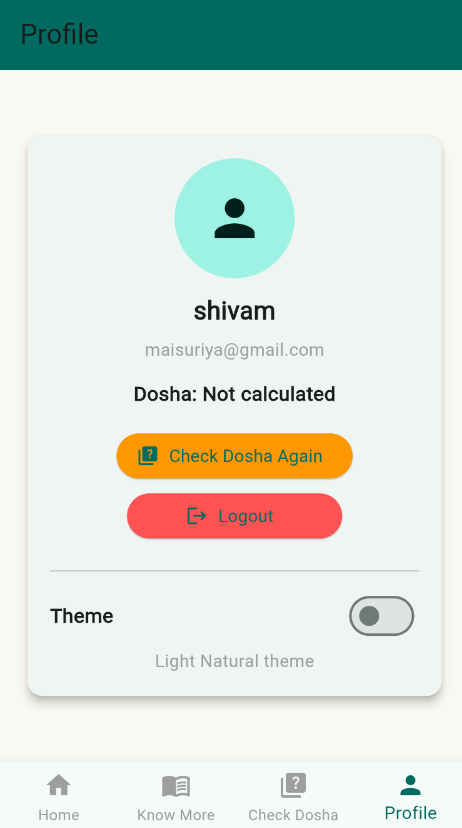 Profile
shivam
maisuriya@gmail.com
Dosha: Not calculated
Check Dosha Again
Logout
Theme
Light Natural theme
Home
Know More
Check Dosha
Profile